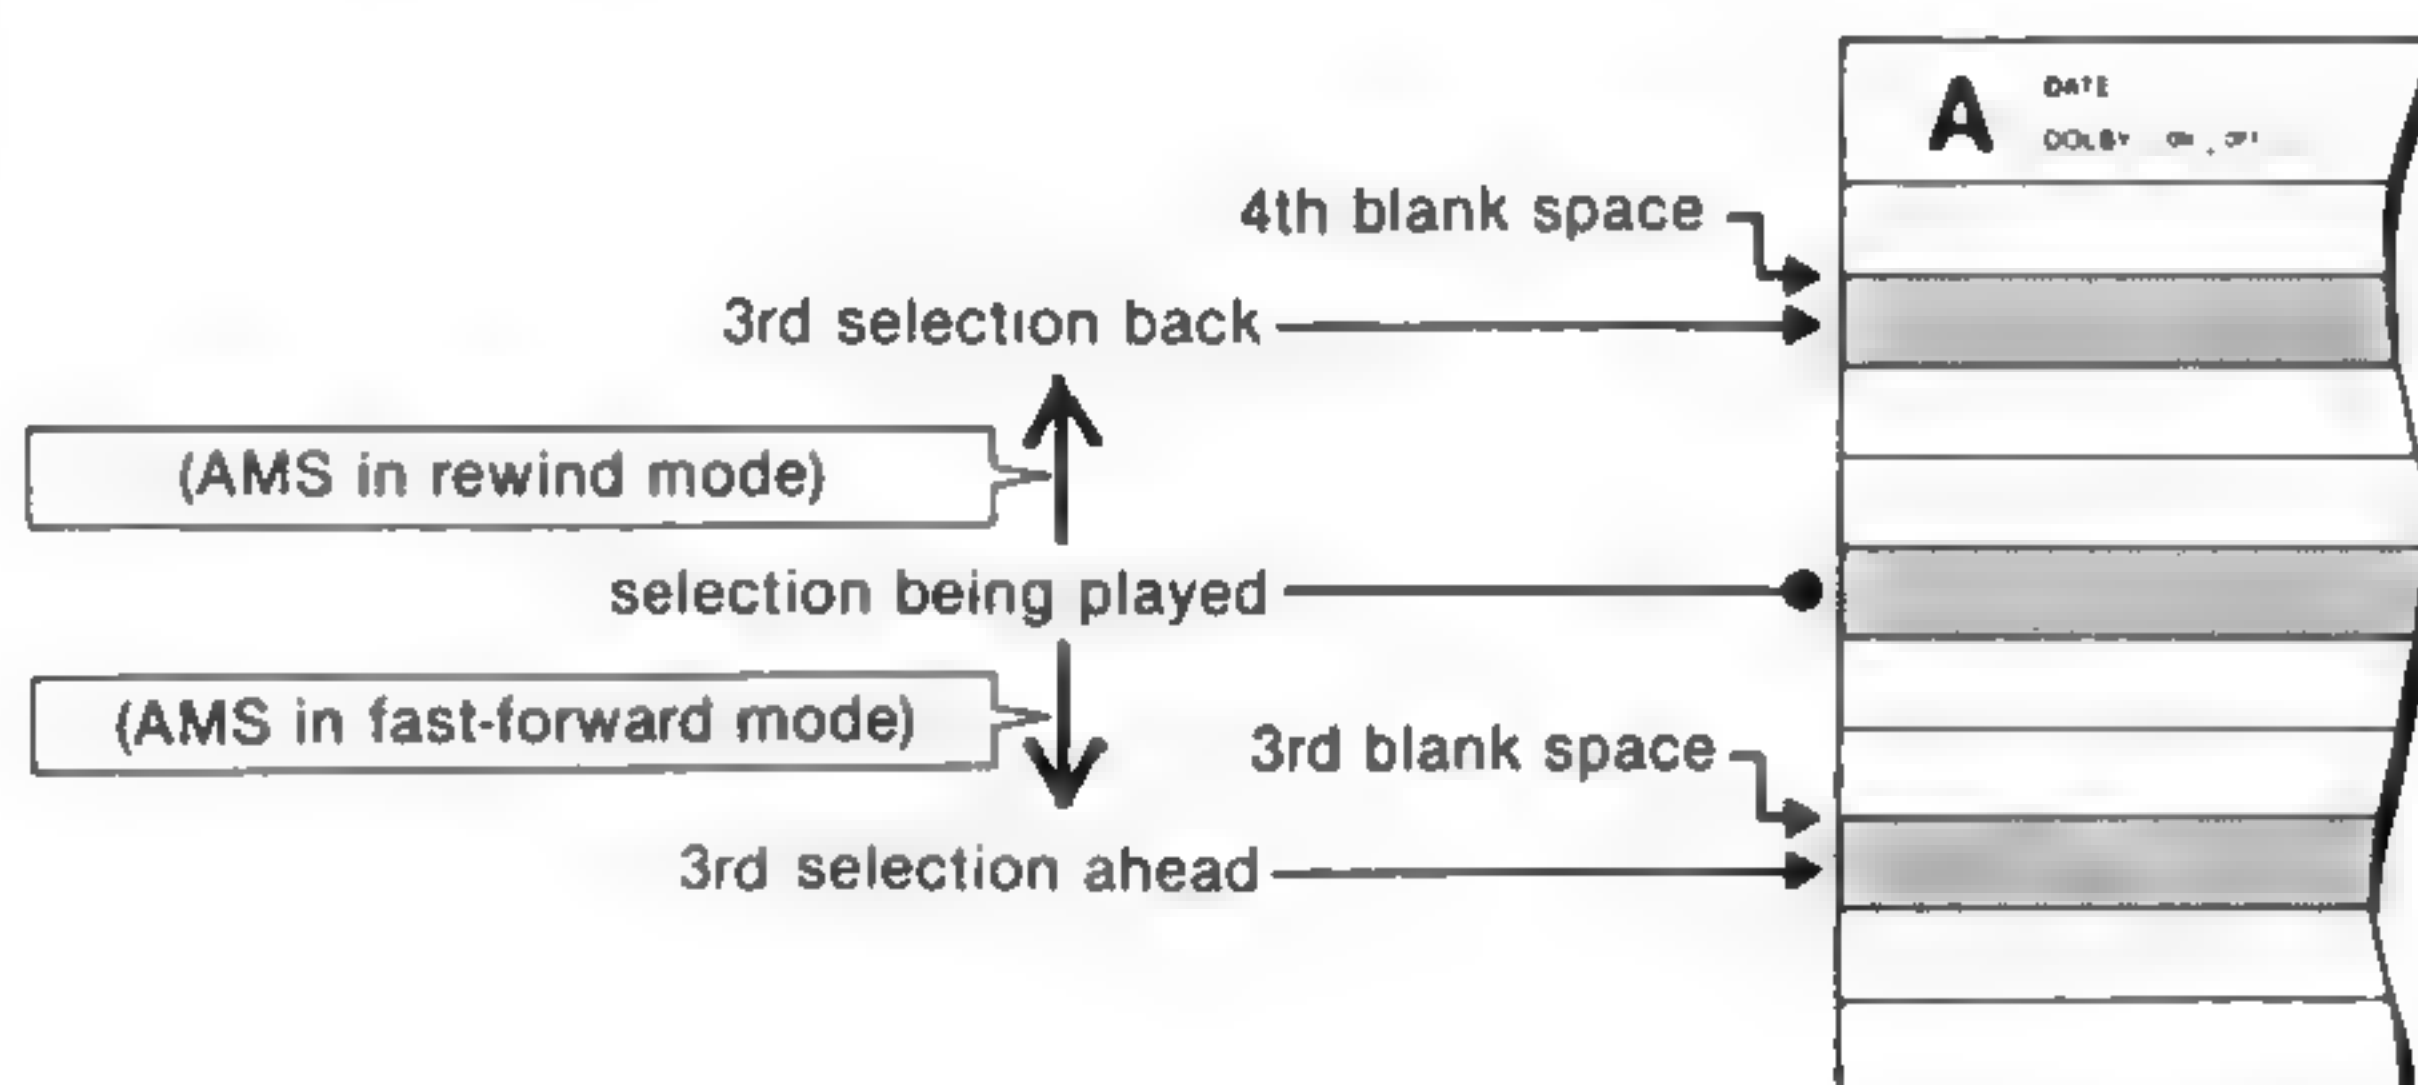 A DATE
DOLBY
4th blank space
3rd selection back
(AMS in rewind mode)
selection being played
(AMS in fast-forward mode)
3rd blank space
3rd selection ahead